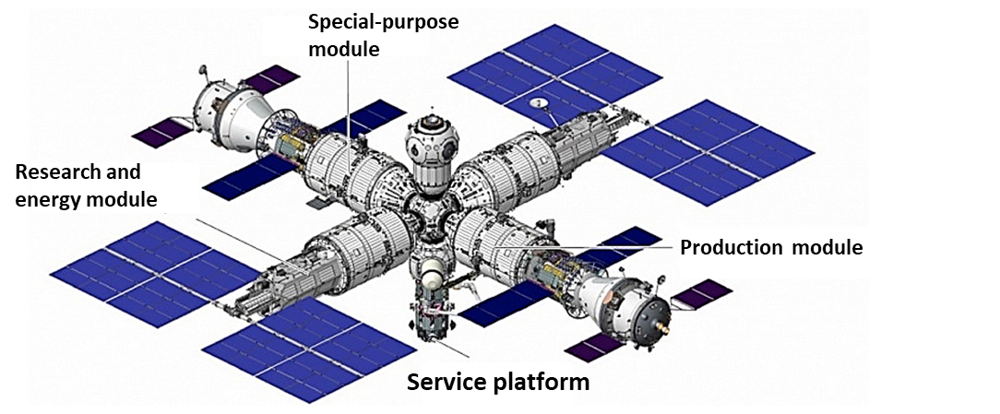 Special-purpose
module
Research and
energy module
Production module
Service platform